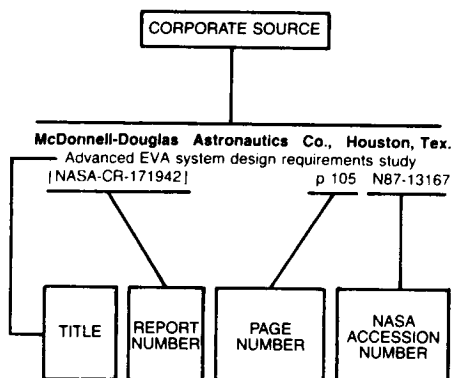 CORPORATE SOURCE
McDonnell-Douglas Astronautics Co., Houston, Tex.
Advanced EVA system design requirements study
[NASA-CR-171942] p 105 N87-13167
TITLE
REPORT
NUMBER
PAGE
NUMBER
NASA
ACCESSION
NUMBER